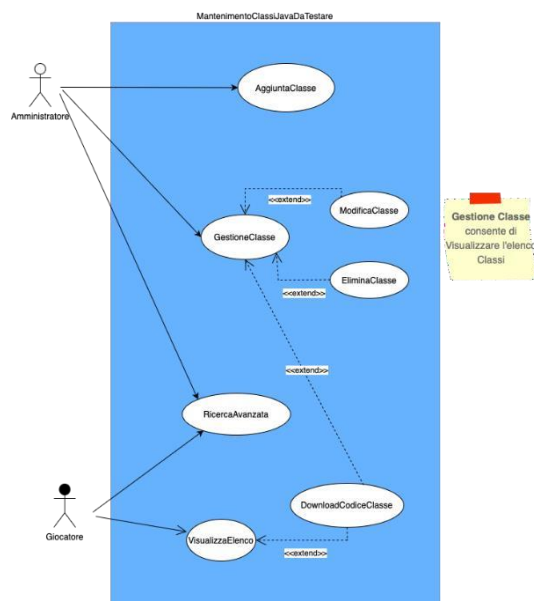 MantenimentoClassiJavaDaTestare
AggiuntaClasse
Amministratore
<<extend>>
ModificaClasse
GestioneClasse
EliminaClasse
<<extend>>
Gestione Classe
consente di
Visualizzare l'elenco
Classi
<<extend>>
RicercaAvanzata
DownloadCodiceClasse
Giocatore
VisualizzaElenco
<<extend>>